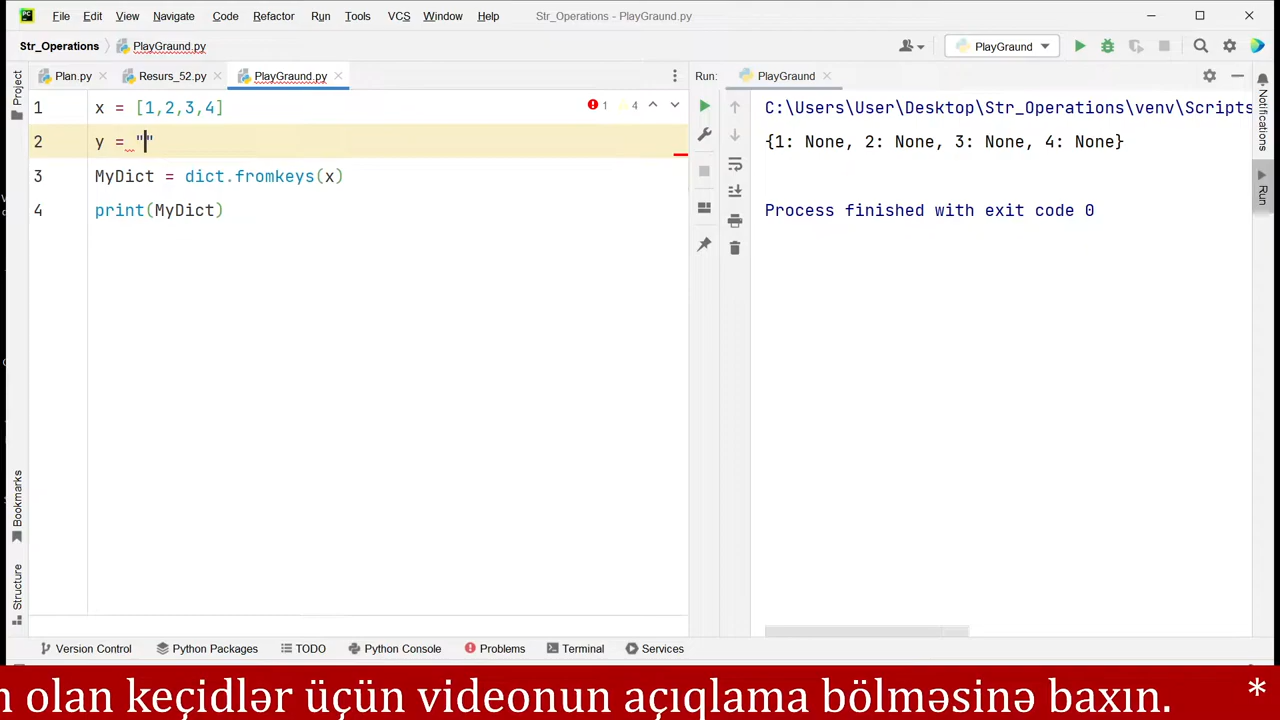 File Edit View Navigate Code Refactor Run Tools VCS Window Help Str_Operations - PlayGraund.py
Str_Operations PlayGraund.py PlayGraund
Project
Plan.py Resurs_52.py PlayGraund.py
Run: PlayGraund
Notifications
Run
1 x = [1,2,3,4]
1 4
2 y = ""
3 MyDict = dict.fromkeys(x)
4 print(MyDict)
C:\Users\User\Desktop\Str_Operations\venv\Scripts
{1: None, 2: None, 3: None, 4: None}
Process finished with exit code 0
Bookmarks
Structure
Version Control Python Packages TODO Python Console Problems Terminal Services
olan keçidlər üçün videonun açıqlama bölməsinə baxın. *